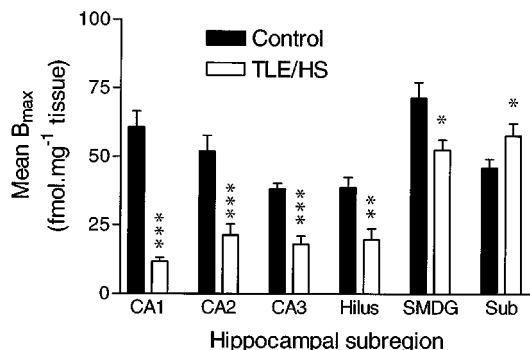 100
75
50
25
0
Mean Bmax
(fmol.mg⁻¹ tissue)
Control
TLE/HS
***
***
***
**
*
*
CA1 CA2 CA3 Hilus SMDG Sub
Hippocampal subregion